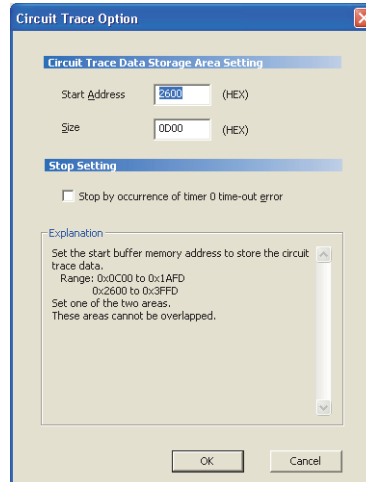 Circuit Trace Option
Circuit Trace Data Storage Area Setting
Start Address 2600 (HEX)
Size 0D00 (HEX)
Stop Setting
Stop by occurrence of timer 0 time-out error
Explanation
Set the start buffer memory address to store the circuit
trace data.
Range: 0x0C00 to 0x1AFD
0x2600 to 0x3FFD
Set one of the two areas.
These areas cannot be overlapped.
OK Cancel